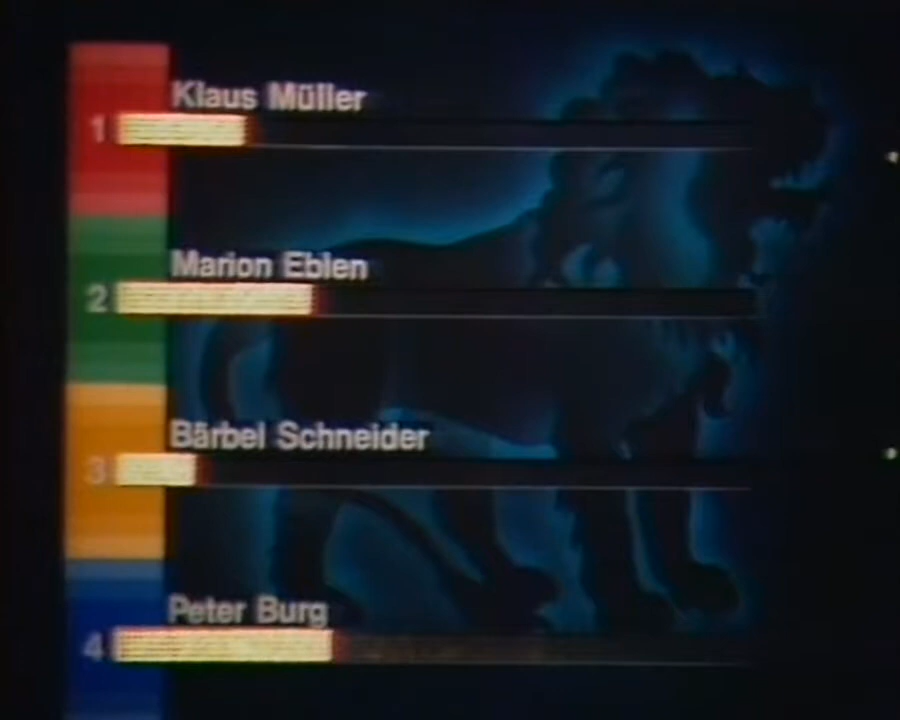 Klaus Müller
1
Marion Eblen
2
Bärbel Schneider
3
Peter Burg
4